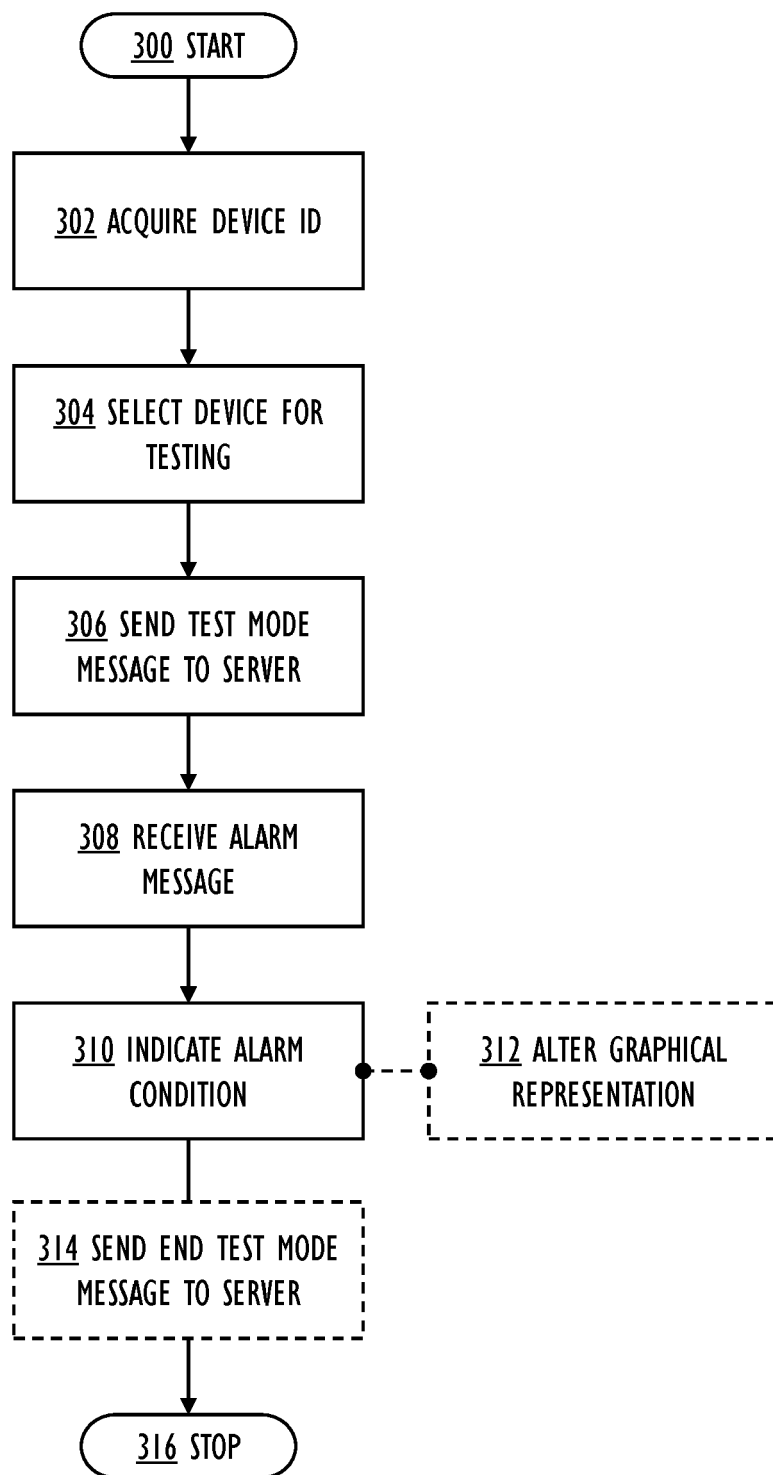 300 START
302 ACQUIRE DEVICE ID
304 SELECT DEVICE FOR
TESTING
306 SEND TEST MODE
MESSAGE TO SERVER
308 RECEIVE ALARM
MESSAGE
310 INDICATE ALARM
CONDITION
312 ALTER GRAPHICAL
REPRESENTATION
314 SEND END TEST MODE
MESSAGE TO SERVER
316 STOP